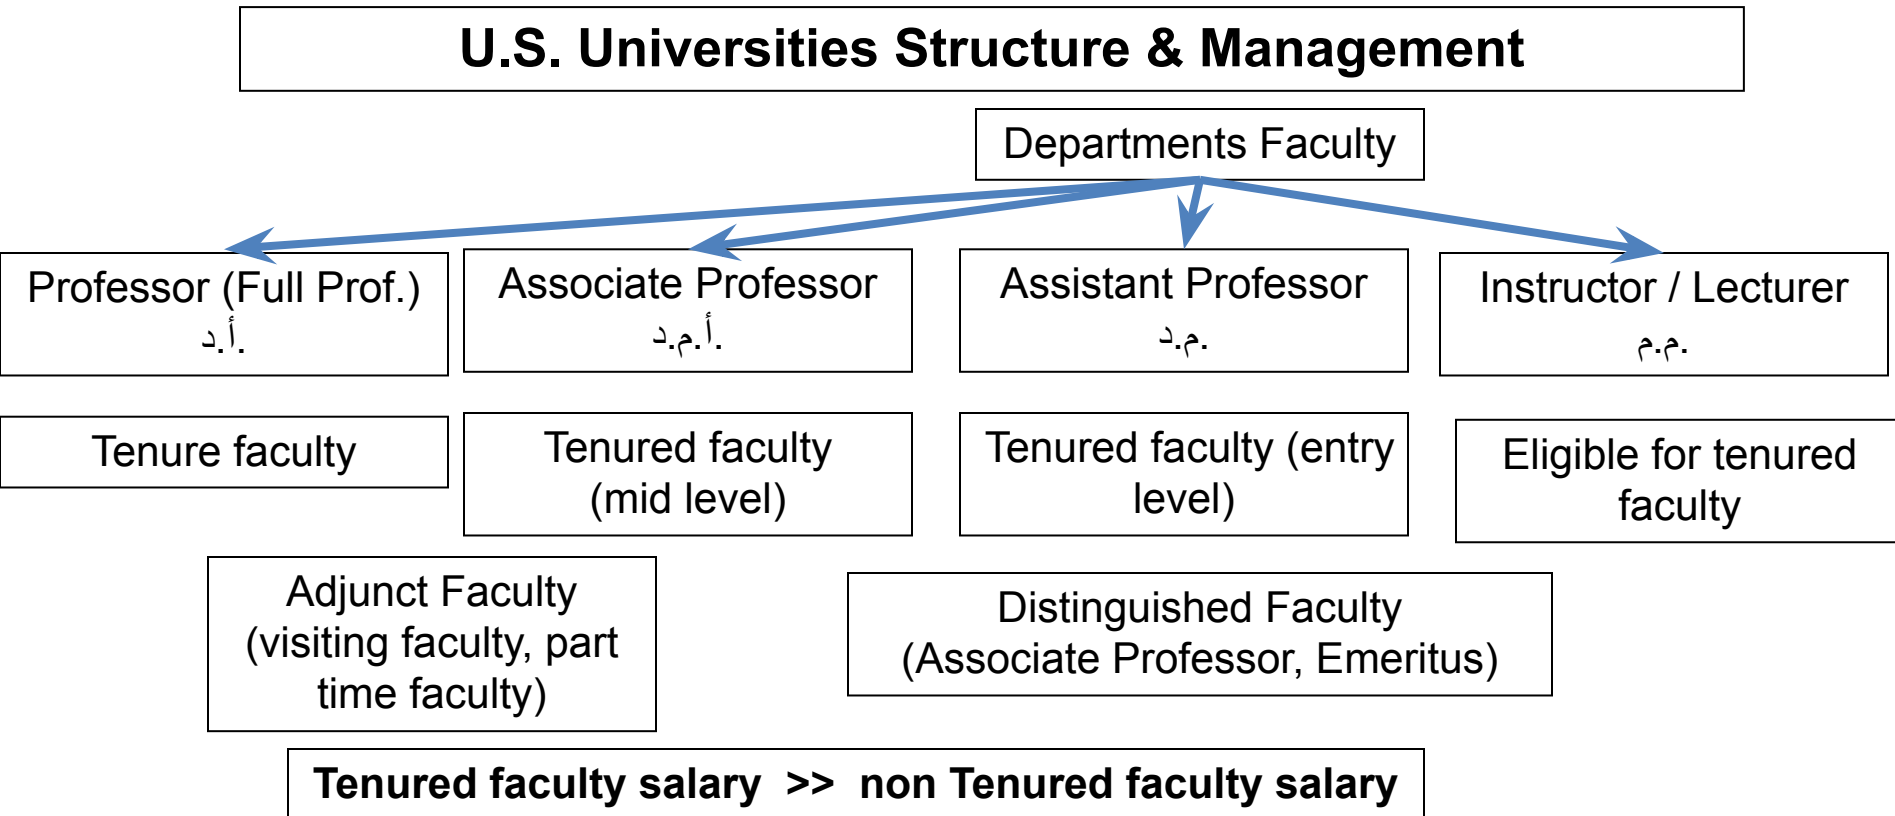 U.S. Universities Structure & Management
Departments Faculty
Professor (Full Prof.)
أ.د.
Associate Professor
أ.م.د.
Assistant Professor
م.د.
Instructor / Lecturer
م.م.
Tenure faculty
Tenured faculty
(mid level)
Tenured faculty (entry
level)
Eligible for tenured
faculty
Adjunct Faculty
(visiting faculty, part
time faculty)
Distinguished Faculty
(Associate Professor, Emeritus)
Tenured faculty salary >> non Tenured faculty salary